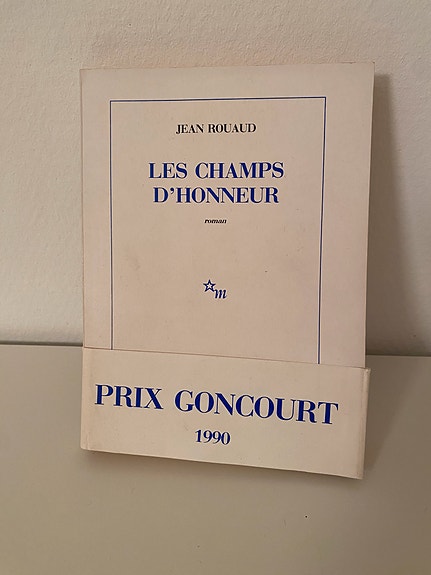 JEAN ROUAUD
LES CHAMPS
D'HONNEUR
roman
m
PRIX GONCOURT
1990